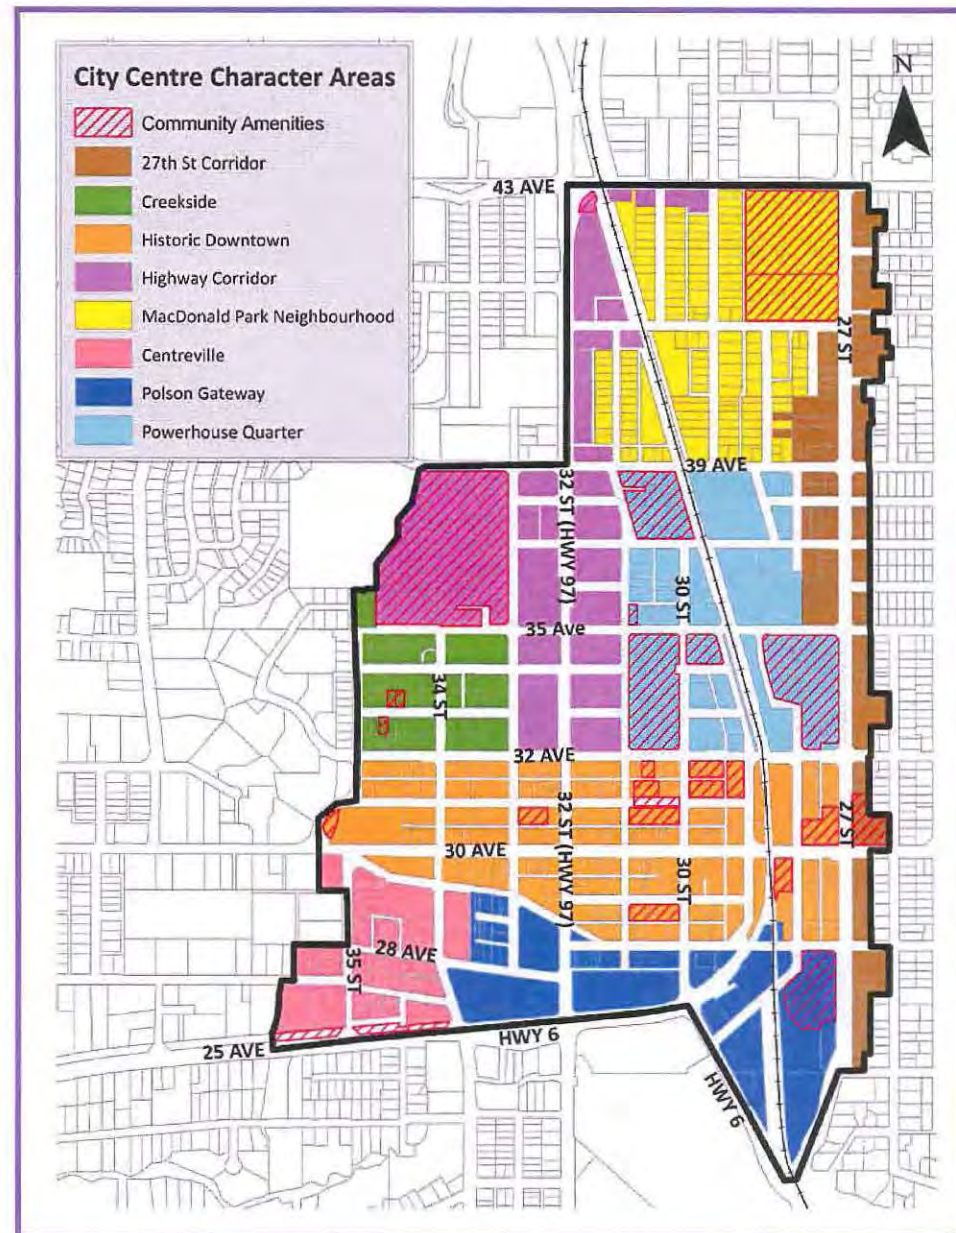 City Centre Character Areas
Community Amenities
27th St Corridor
Creekside
Historic Downtown
Highway Corridor
MacDonald Park Neighbourhood
Centreville
Polson Gateway
Powerhouse Quarter
N
43 AVE
27 ST
39 AVE
32 ST (HWY 97)
30 ST
35 Ave
34 ST
32 AVE
32 ST (HWY 97)
27 ST
30 AVE
30 ST
28 AVE
35 ST
HWY 6
25 AVE
HWY 6